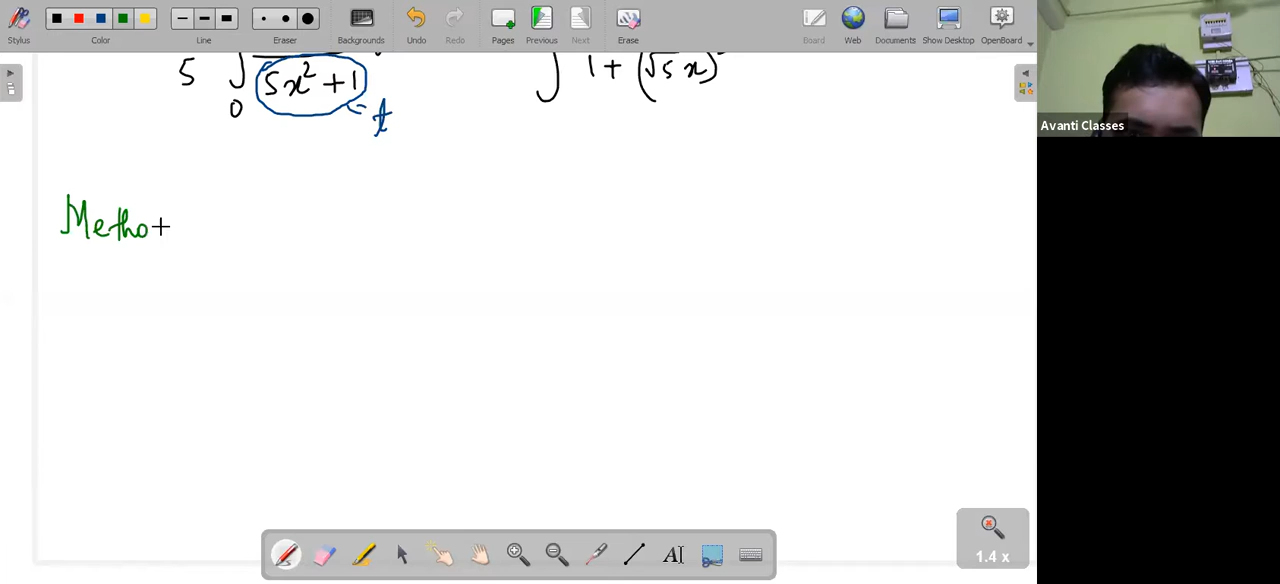 Stylus Color Line Eraser Backgrounds Undo Redo Pages Previous Next Erase Board Web Documents Show Desktop OpenBoard
5 ∫ 5x² + 1 ∫ 1 + (√5 x)
0 t
Avanti Classes
Metho
1.4 x